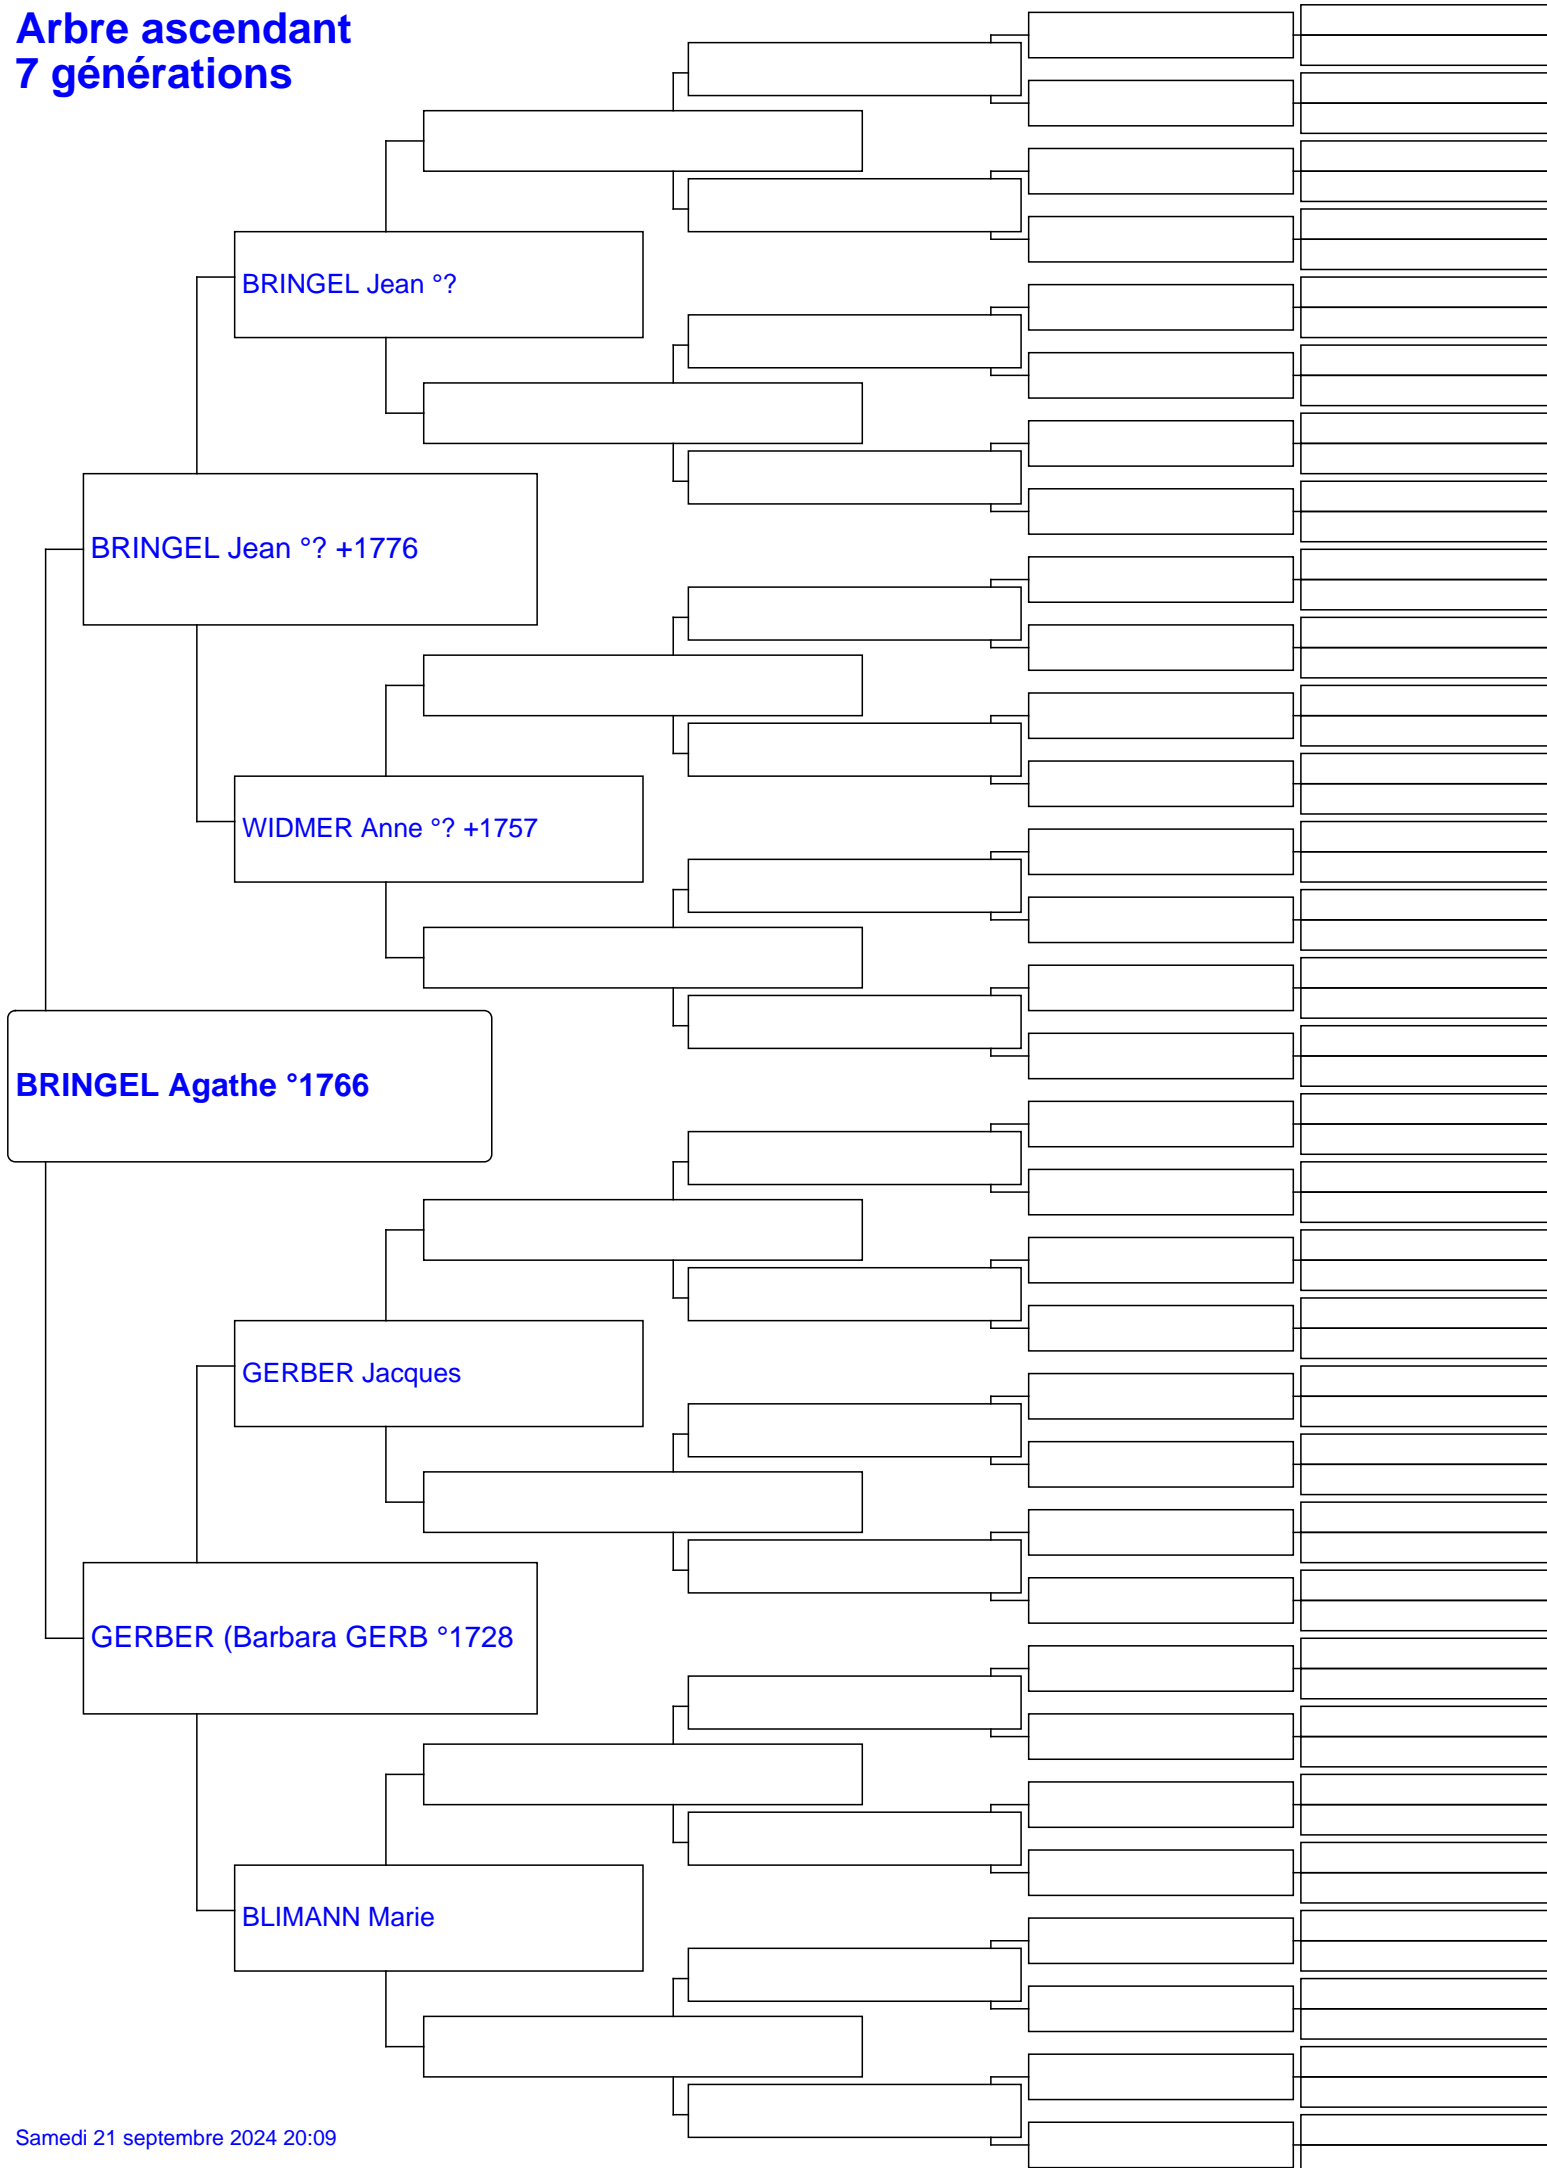 Arbre ascendant
7 générations
BRINGEL Jean °?
BRINGEL Jean °? +1776
WIDMER Anne °? +1757
BRINGEL Agathe °1766
GERBER Jacques
GERBER (Barbara GERB °1728
BLIMANN Marie
Samedi 21 septembre 2024 20:09